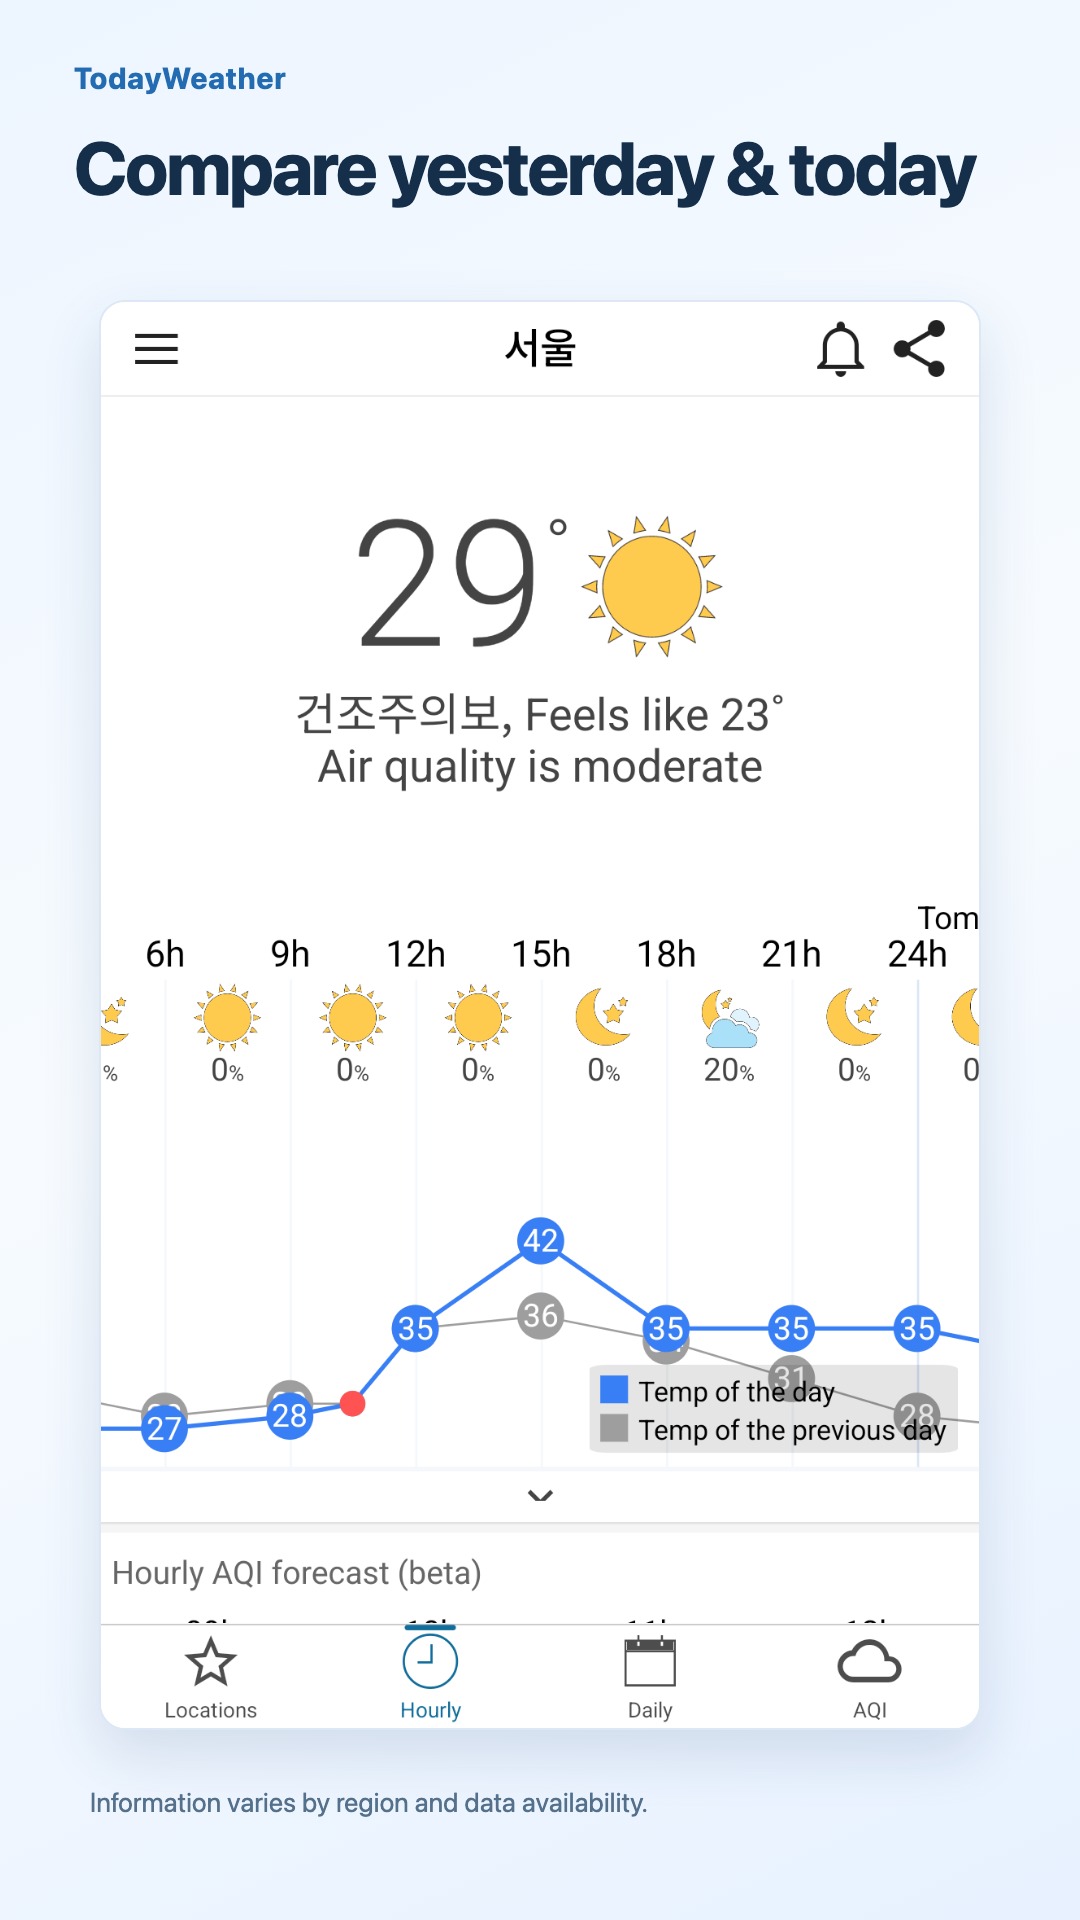 TodayWeather
Compare yesterday & today
서울
29°
건조주의보, Feels like 23°
Air quality is moderate
Tom
6h 9h 12h 15h 18h 21h 24h
% 0% 0% 0% 0% 20% 0% 0
42
36
35 35 35 35
31
27 28 28
Temp of the day
Temp of the previous day
Hourly AQI forecast (beta)
Locations Hourly Daily AQI
Information varies by region and data availability.